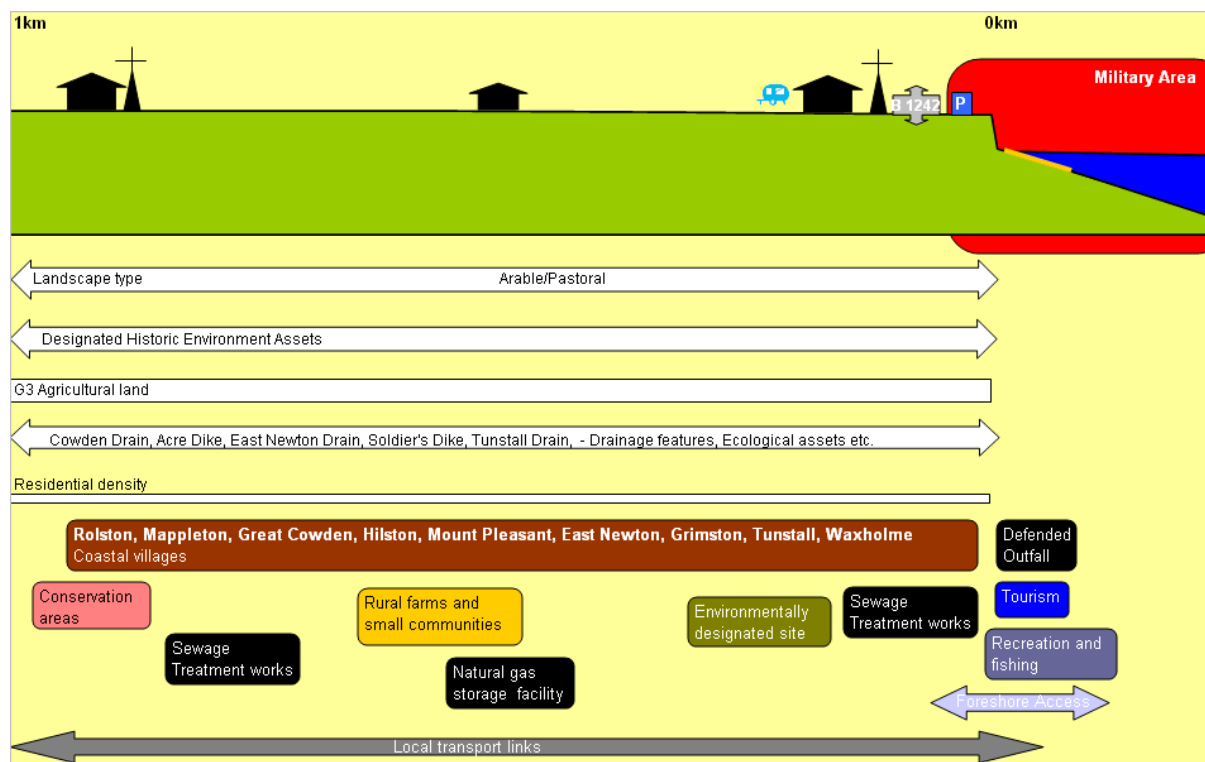 1km
0km
Military Area
B 1242
P
Landscape type
Arable/Pastoral
Designated Historic Environment Assets
G3 Agricultural land
Cowden Drain, Acre Dike, East Newton Drain, Soldier's Dike, Tunstall Drain, - Drainage features, Ecological assets etc.
Residential density
Rolston, Mappleton, Great Cowden, Hilston, Mount Pleasant, East Newton, Grimston, Tunstall, Waxholme
Coastal villages
Defended
Outfall
Conservation
areas
Rural farms and
small communities
Environmentally
designated site
Sewage
Treatment works
Tourism
Sewage
Treatment works
Natural gas
storage facility
Recreation and
fishing
Foreshore Access
Local transport links